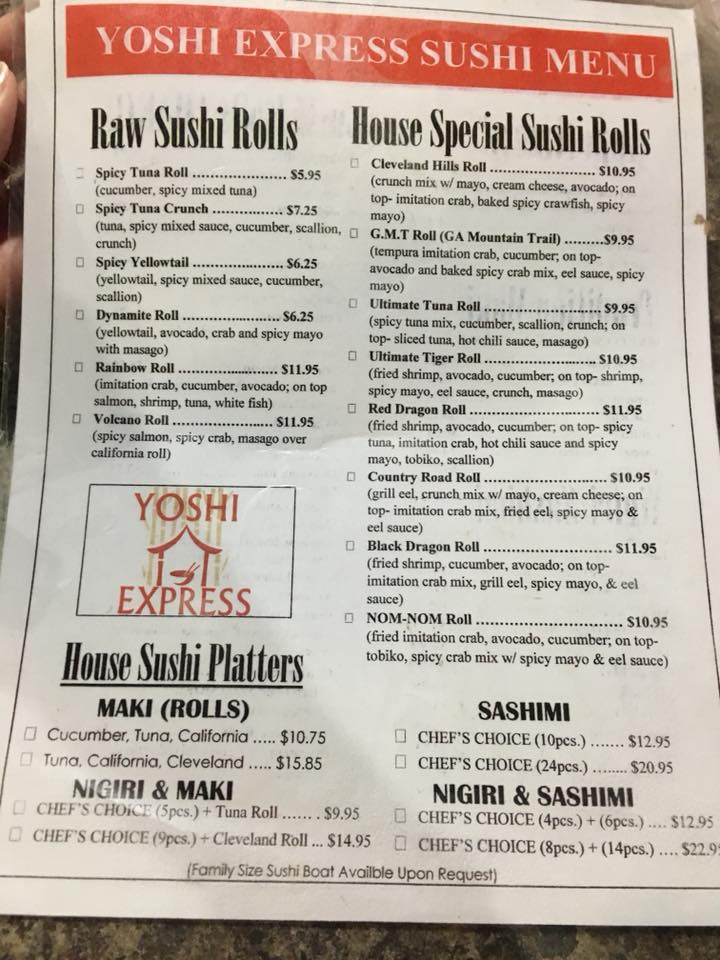 YOSHI EXPRESS SUSHI MENU
Raw Sushi Rolls
Spicy Tuna Roll .................... $5.95
(cucumber, spicy mixed tuna)
Spicy Tuna Crunch ............... $7.25
(tuna, spicy mixed sauce, cucumber, scallion,
crunch)
Spicy Yellowtail ...................... $6.25
(yellowtail, spicy mixed sauce, cucumber,
scallion)
Dynamite Roll ...................... $6.25
(yellowtail, avocado, crab and spicy mayo
with masago)
Rainbow Roll ...................... $11.95
(imitation crab, cucumber, avocado; on top
salmon, shrimp, tuna, white fish)
Volcano Roll ...................... $11.95
(spicy salmon, spicy crab, masago over
california roll)
House Special Sushi Rolls
Cleveland Hills Roll ........................ $10.95
(crunch mix w/ mayo, cream cheese, avocado; on
top- imitation crab, baked spicy crawfish, spicy
mayo)
G.M.T Roll (GA Mountain Trail) .........$9.95
(tempura imitation crab, cucumber; on top-
avocado and baked spicy crab mix, eel sauce, spicy
mayo)
Ultimate Tuna Roll ........................... $9.95
(spicy tuna mix, cucumber, scallion, crunch; on
top- sliced tuna, hot chili sauce, masago)
Ultimate Tiger Roll ......................... $10.95
(fried shrimp, avocado, cucumber; on top- shrimp,
spicy mayo, eel sauce, crunch, masago)
Red Dragon Roll ............................. $11.95
(fried shrimp, avocado, cucumber; on top- spicy
tuna, imitation crab, hot chili sauce and spicy
mayo, tobiko, scallion)
Country Road Roll .......................... $10.95
(grill eel, crunch mix w/ mayo, cream cheese; on
top- imitation crab mix, fried eel, spicy mayo &
eel sauce)
Black Dragon Roll ............................ $11.95
(fried shrimp, cucumber, avocado; on top-
imitation crab mix, grill eel, spicy mayo, & eel
sauce)
NOM-NOM Roll ................................ $10.95
(fried imitation crab, avocado, cucumber; on top-
tobiko, spicy crab mix w/ spicy mayo & eel sauce)
YOSHI
EXPRESS
House Sushi Platters
MAKI (ROLLS)
Cucumber, Tuna, California ..... $10.75
Tuna, California, Cleveland ..... $15.85
NIGIRI & MAKI
CHEF'S CHOICE (5pcs.) + Tuna Roll ...... . $9.95
CHEF'S CHOICE (9pcs.) + Cleveland Roll ... $14.95
SASHIMI
CHEF'S CHOICE (10pcs.) ....... $12.95
CHEF'S CHOICE (24pcs.) ........ $20.95
NIGIRI & SASHIMI
CHEF'S CHOICE (4pcs.) + (6pcs.) .... $12.95
CHEF'S CHOICE (8pcs.) + (14pcs.) .... $22.9
(Family Size Sushi Boat Availble Upon Request)